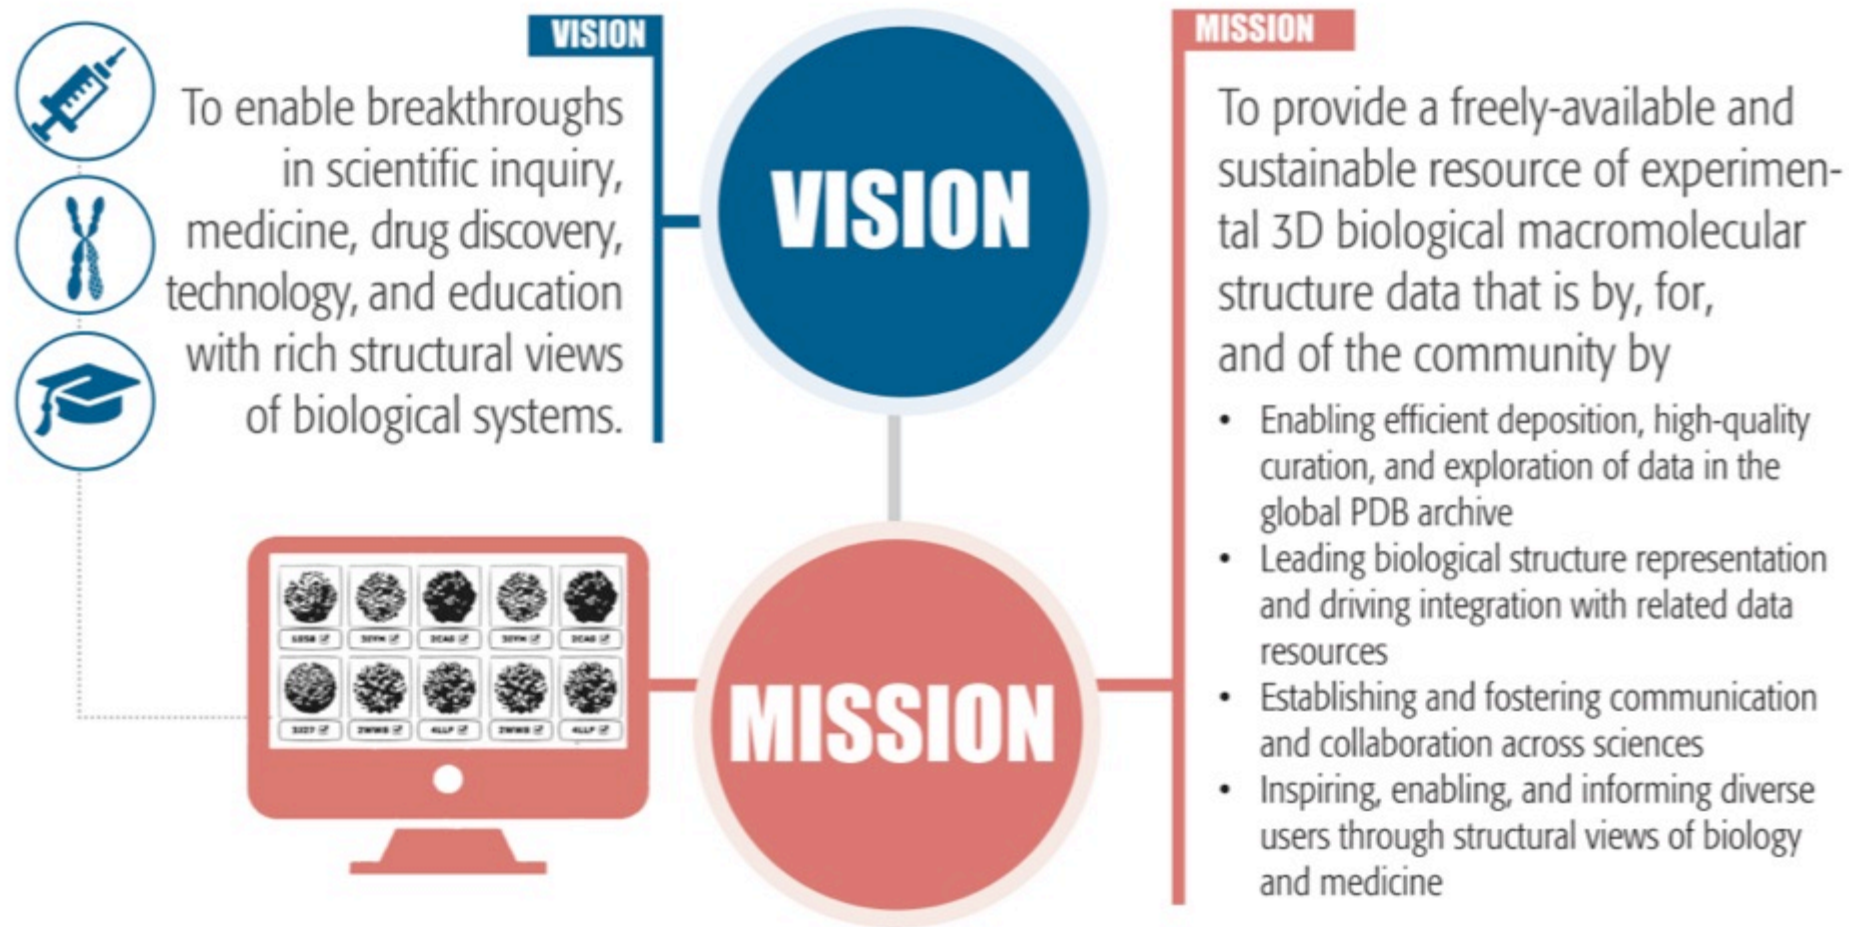 VISION
To enable breakthroughs
in scientific inquiry,
medicine, drug discovery,
technology, and education
with rich structural views
of biological systems.
VISION
MISSION
MISSION
To provide a freely-available and
sustainable resource of experimen-
tal 3D biological macromolecular
structure data that is by, for,
and of the community by
• Enabling efficient deposition, high-quality
curation, and exploration of data in the
global PDB archive
• Leading biological structure representation
and driving integration with related data
resources
• Establishing and fostering communication
and collaboration across sciences
• Inspiring, enabling, and informing diverse
users through structural views of biology
and medicine